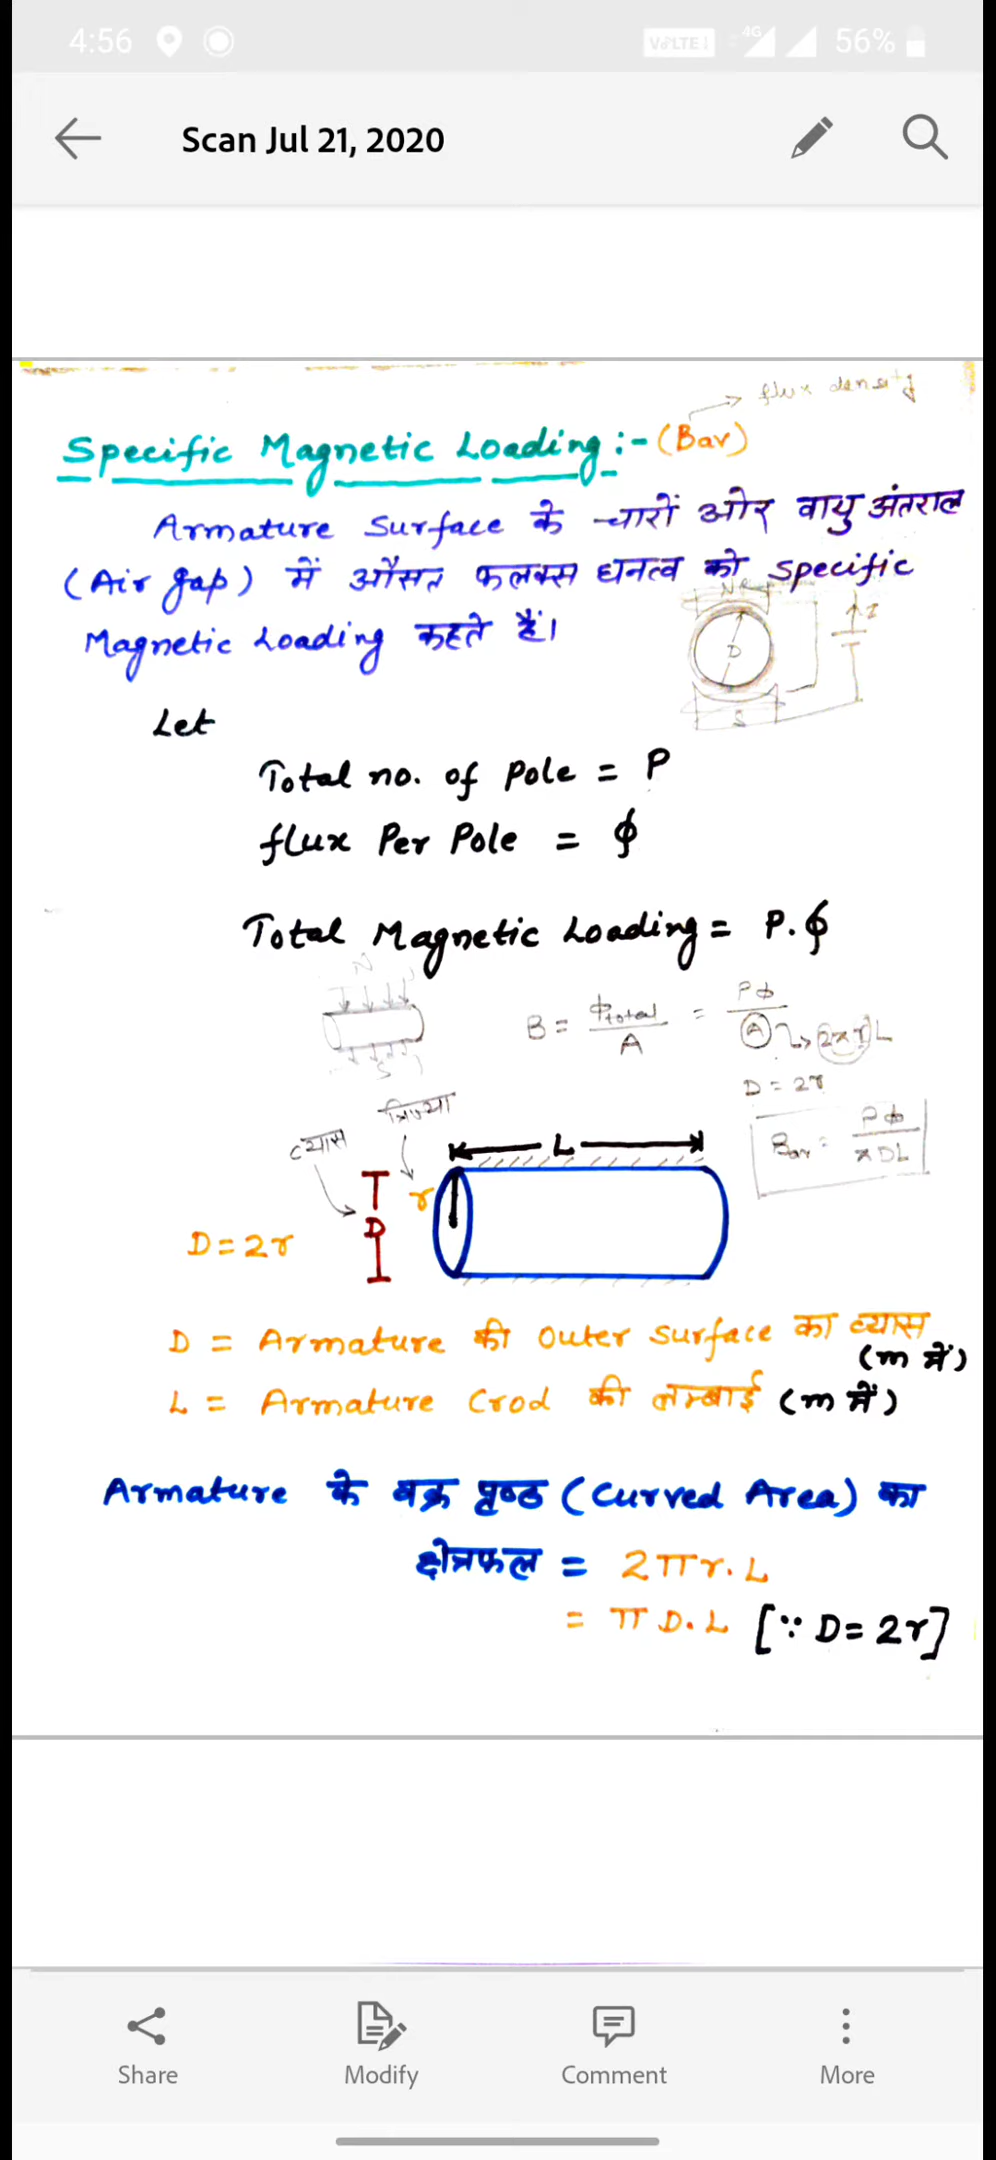 4:56 VoLTE 4G 56%
Scan Jul 21, 2020
flux density
Specific Magnetic Loading :- (Bav)
Armature Surface के चारों ओर वायु अंतराल
(Air gap) में औसत फलक्स घनत्व को Specific
Magnetic Loading कहते हैं।
I
D
S
Let
Total no. of Pole = P
flux Per Pole = ϕ
Total Magnetic Loading = P.ϕ
N
B = ϕtotal / A = Pϕ / A → 2πrL
S
D = 2r
त्रिज्या
Bav = Pϕ / πDL
व्यास
L
r
D
D = 2r
D = Armature की Outer Surface का व्यास
(m में)
L = Armature Crod की लम्बाई (m में)
Armature के वक्र पृष्ठ (Curved Area) का
क्षेत्रफल = 2πr.L
= πD.L [∵ D = 2r]
Share Modify Comment More